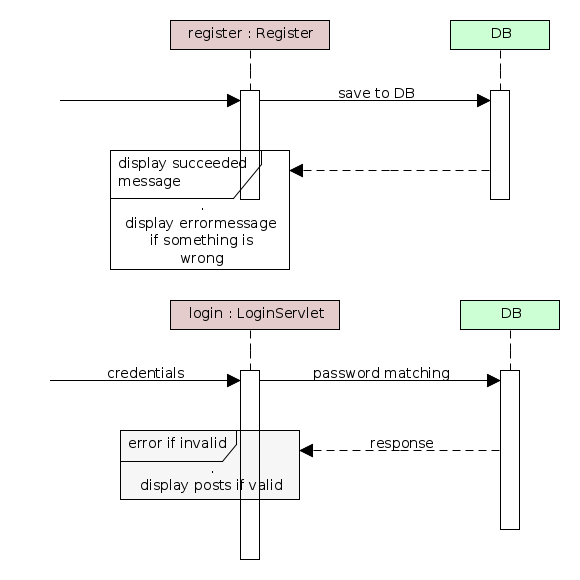 register : Register
DB
save to DB
display succeeded
message
.
display errormessage
if something is
wrong
login : LoginServlet
DB
credentials
password matching
error if invalid
response
.
display posts if valid